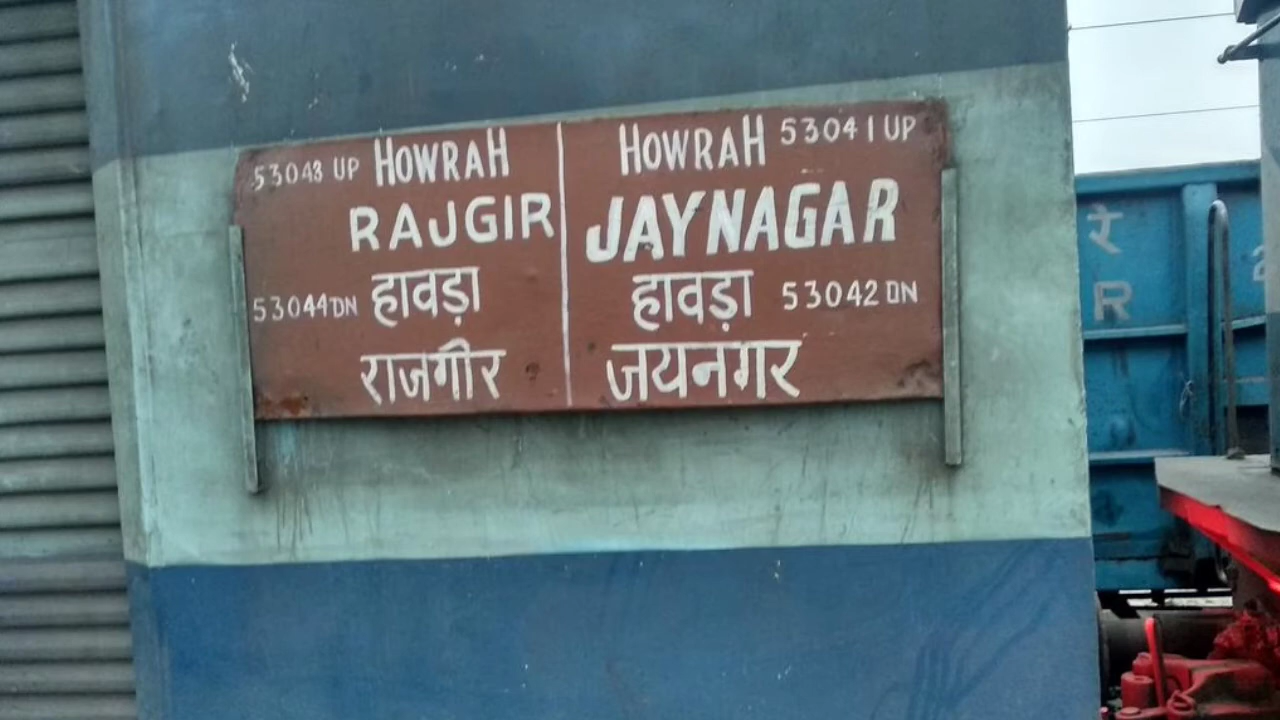 53043 UP HOWRAH
RAJGIR
53044 DN हावड़ा
राजगीर
HOWRAH 53041 UP
JAYNAGAR
हावड़ा 53042 DN
जयनगर
रे
R